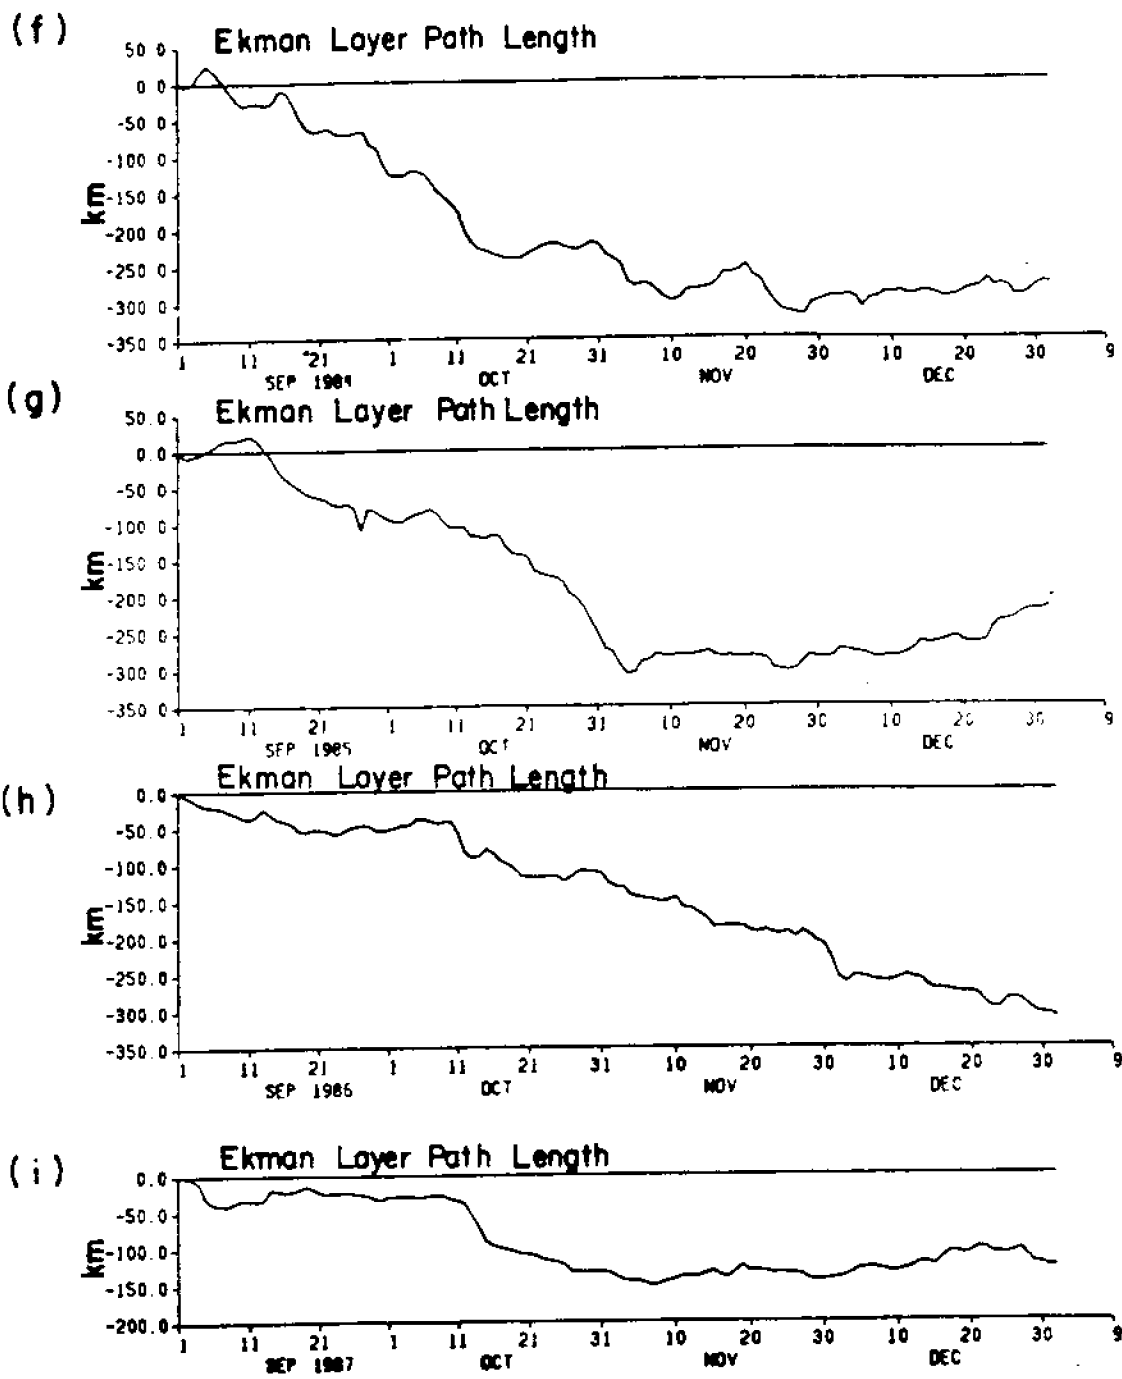 (f)
Ekman Layer Path Length
50 0
0 0
-50 0
-100 0
-150 0
-200 0
-250 0
-300 0
-350 0
km
1 11 21 1 11 21 31 10 20 30 10 20 30 9
SEP 1984 OCT NOV DEC
(g)
Ekman Layer Path Length
50.0
0.0
-50 0
-100 0
-150 0
-200 0
-250 0
-300 0
-350 0
km
1 11 21 1 11 21 31 10 20 30 10 20 30 9
SEP 1985 OCT NOV DEC
(h)
Ekman Layer Path Length
0.0
-50.0
-100.0
-150.0
-200.0
-250.0
-300.0
-350.0
km
1 11 21 1 11 21 31 10 20 30 10 20 30 9
SEP 1986 OCT NOV DEC
(i)
Ekman Layer Path Length
0.0
-50.0
-100.0
-150.0
-200.0
km
1 11 21 1 11 21 31 10 20 30 10 20 30 9
SEP 1987 OCT NOV DEC